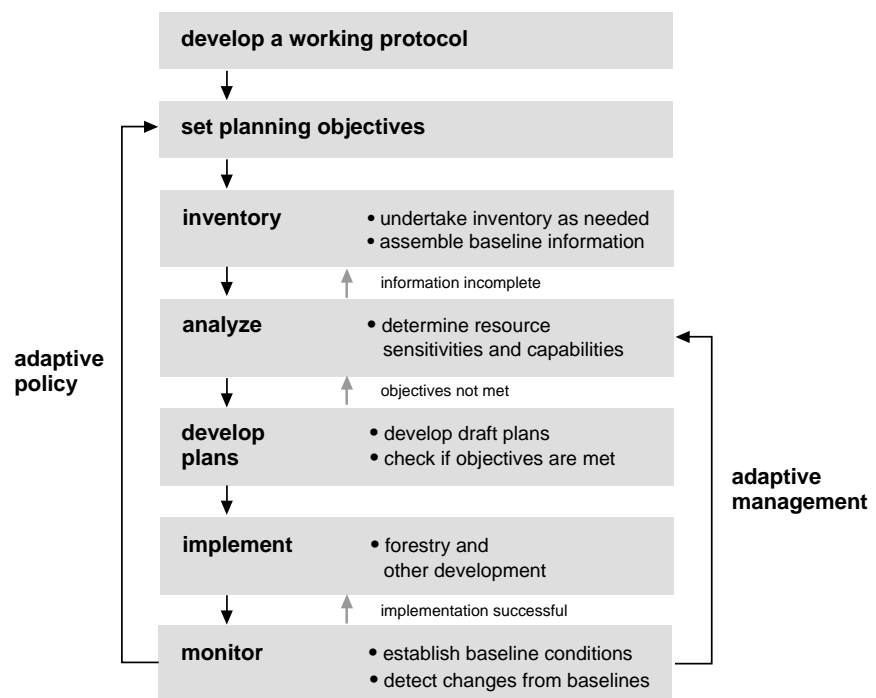 develop a working protocol
set planning objectives
inventory
• undertake inventory as needed
• assemble baseline information
information incomplete
analyze
• determine resource
sensitivities and capabilities
adaptive
policy
objectives not met
develop
plans
• develop draft plans
• check if objectives are met
adaptive
management
implement
• forestry and
other development
implementation successful
monitor
• establish baseline conditions
• detect changes from baselines